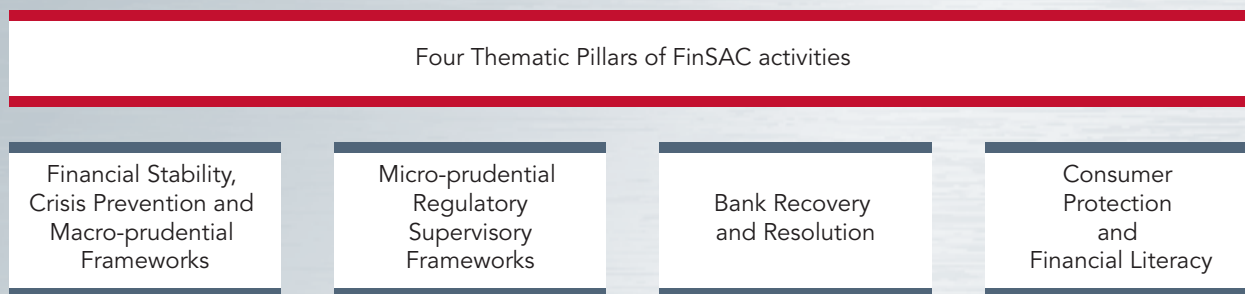 Four Thematic Pillars of FinSAC activities
Financial Stability,
Crisis Prevention and
Macro-prudential
Frameworks
Micro-prudential
Regulatory
Supervisory
Frameworks
Bank Recovery
and Resolution
Consumer
Protection
and
Financial Literacy